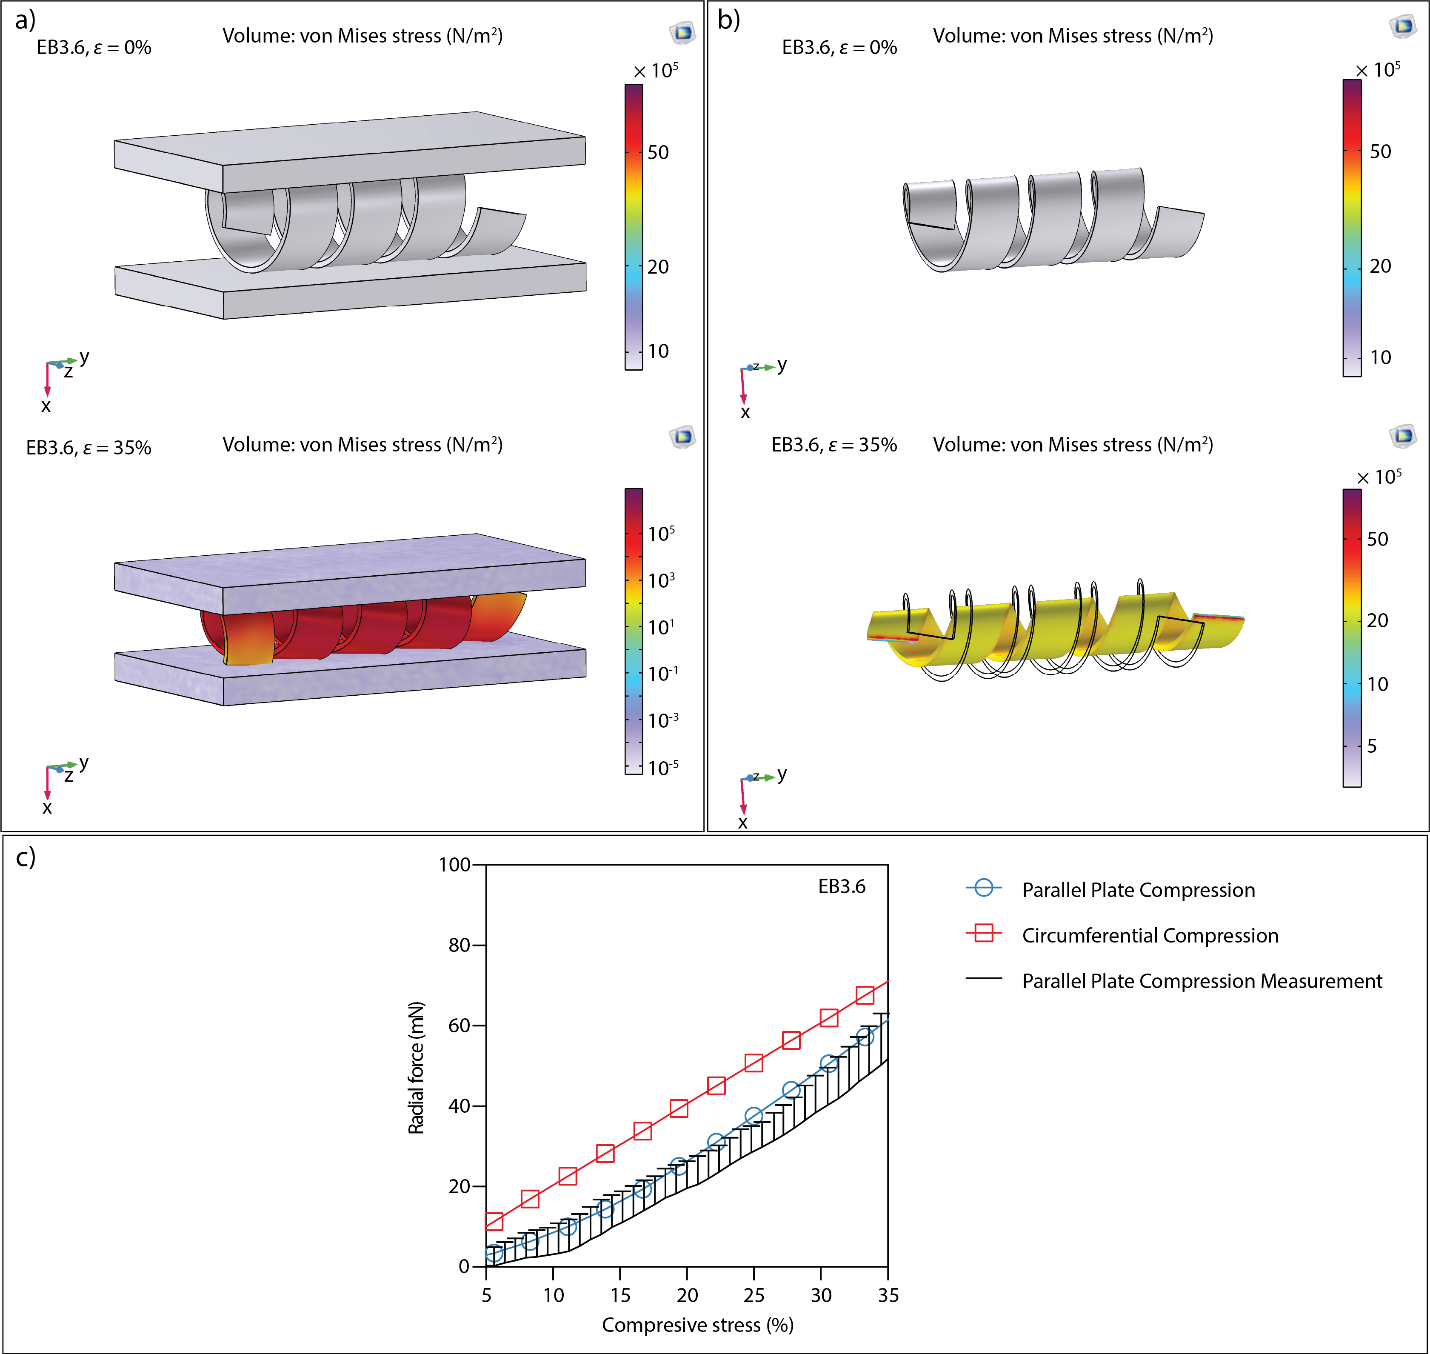 a)
EB3.6, ε = 0%
Volume: von Mises stress (N/m²)
× 10⁵
50
20
10
y
z
x
EB3.6, ε = 35%
Volume: von Mises stress (N/m²)
10⁵
10³
10¹
10⁻¹
10⁻³
10⁻⁵
y
z
x
b)
EB3.6, ε = 0%
Volume: von Mises stress (N/m²)
× 10⁵
50
20
10
z
y
x
EB3.6, ε = 35%
Volume: von Mises stress (N/m²)
× 10⁵
50
20
10
5
z
y
x
c)
100
80
60
40
20
0
Radial force (mN)
EB3.6
5 10 15 20 25 30 35
Compresive stress (%)
Parallel Plate Compression
Circumferential Compression
Parallel Plate Compression Measurement